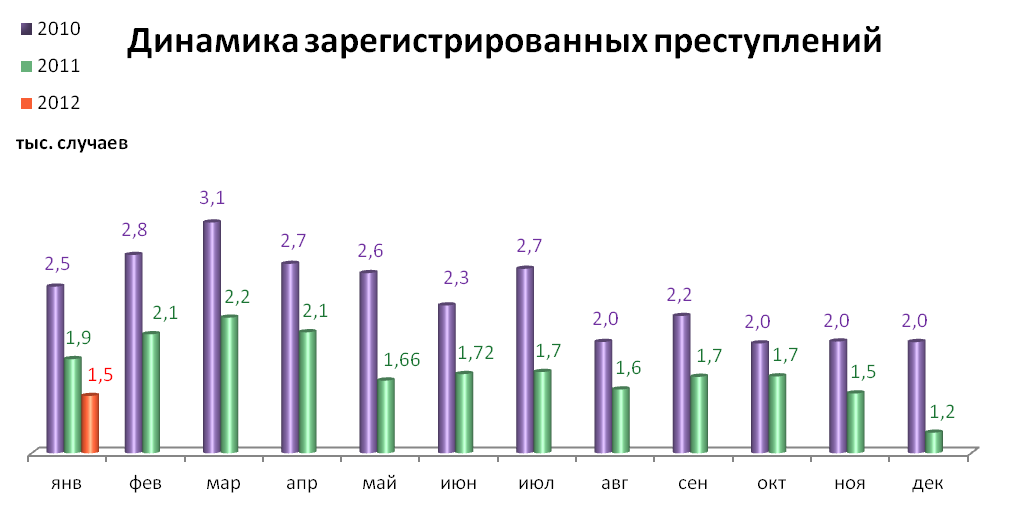 2010
2011
2012
Динамика зарегистрированных преступлений
тыс. случаев
2,5 2,8 3,1 2,7 2,6 2,3 2,7 2,0 2,2 2,0 2,0 2,0
1,9 2,1 2,2 2,1 1,66 1,72 1,7 1,6 1,7 1,7 1,5 1,2
1,5
янв фев мар апр май июн июл авг сен окт ноя дек